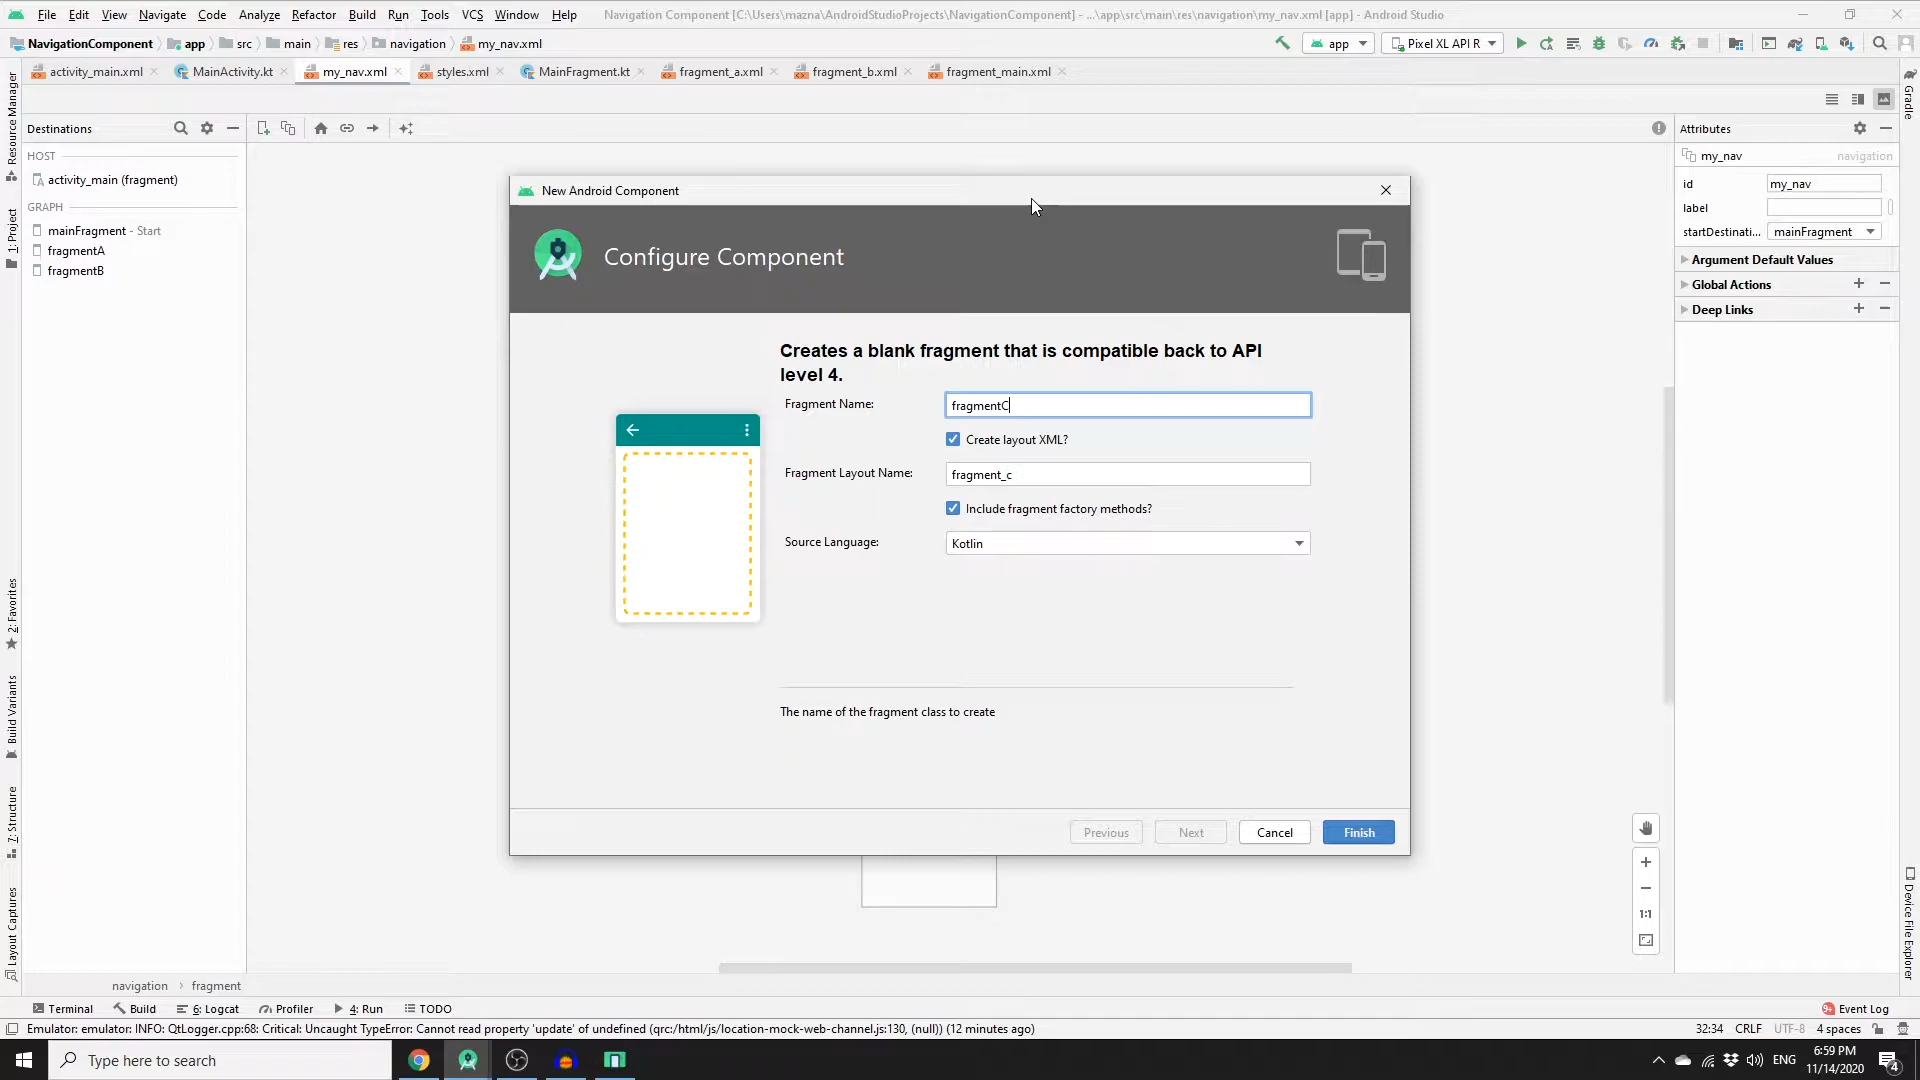 File Edit View Navigate Code Analyze Refactor Build Run Tools VCS Window Help Navigation Component [C:\Users\mazna\AndroidStudioProjects\NavigationComponent] - ...\app\src\main\res\navigation\my_nav.xml [app] - Android Studio
NavigationComponent app src main res navigation my_nav.xml app Pixel XL API R
activity_main.xml MainActivity.kt my_nav.xml styles.xml MainFragment.kt fragment_a.xml fragment_b.xml fragment_main.xml
Resource Manager
1: Project
2: Favorites
Build Variants
7: Structure
Layout Captures
Destinations
HOST
activity_main (fragment)
GRAPH
mainFragment - Start
fragmentA
fragmentB
New Android Component
Configure Component
Creates a blank fragment that is compatible back to API
level 4.
Fragment Name: fragmentC
Create layout XML?
Fragment Layout Name: fragment_c
Include fragment factory methods?
Source Language: Kotlin
The name of the fragment class to create
Previous Next Cancel Finish
Attributes
my_nav navigation
id my_nav
label
startDestinati... mainFragment
Argument Default Values
Global Actions
Deep Links
Gradle
Device File Explorer
1:1
navigation fragment
Terminal Build 6: Logcat Profiler 4: Run TODO Event Log
Emulator: emulator: INFO: QtLogger.cpp:68: Critical: Uncaught TypeError: Cannot read property 'update' of undefined (qrc:/html/js/location-mock-web-channel.js:130, (null)) (12 minutes ago) 32:34 CRLF UTF-8 4 spaces
Type here to search ENG 6:59 PM
11/14/2020 4